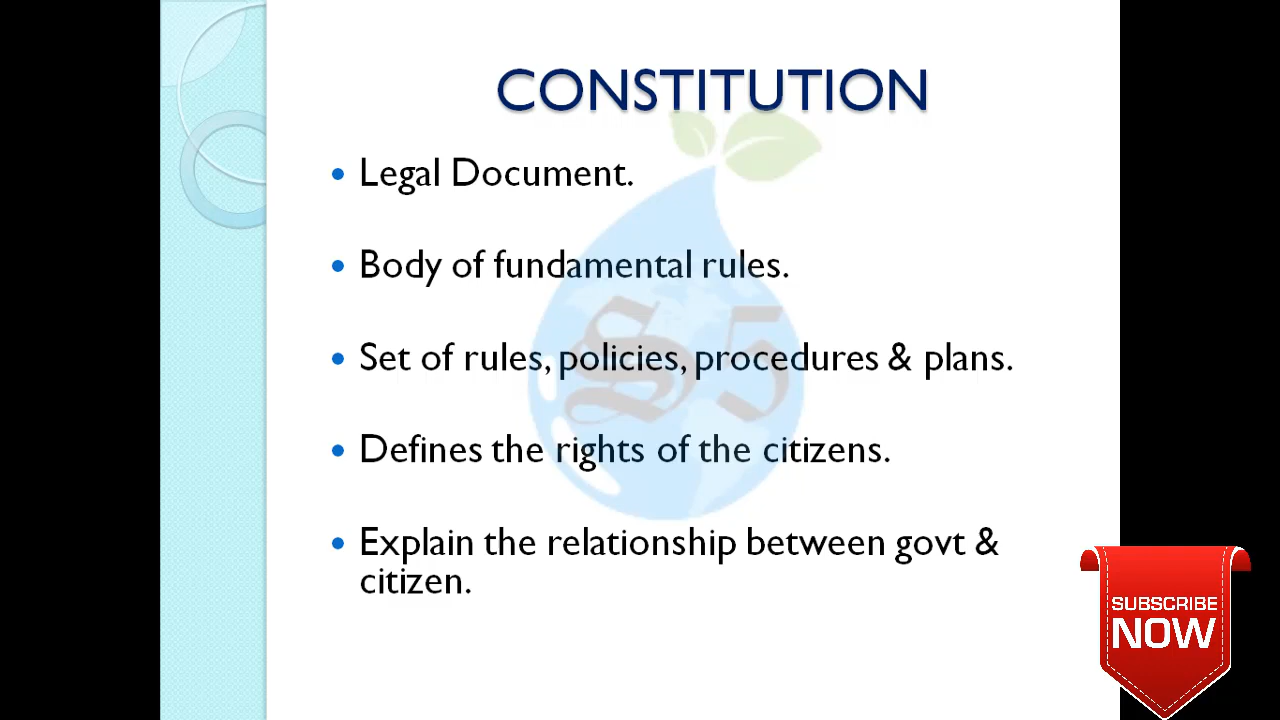 CONSTITUTION
• Legal Document.
• Body of fundamental rules.
• Set of rules, policies, procedures & plans.
• Defines the rights of the citizens.
• Explain the relationship between govt &
citizen.
S 5
SUBSCRIBE
NOW